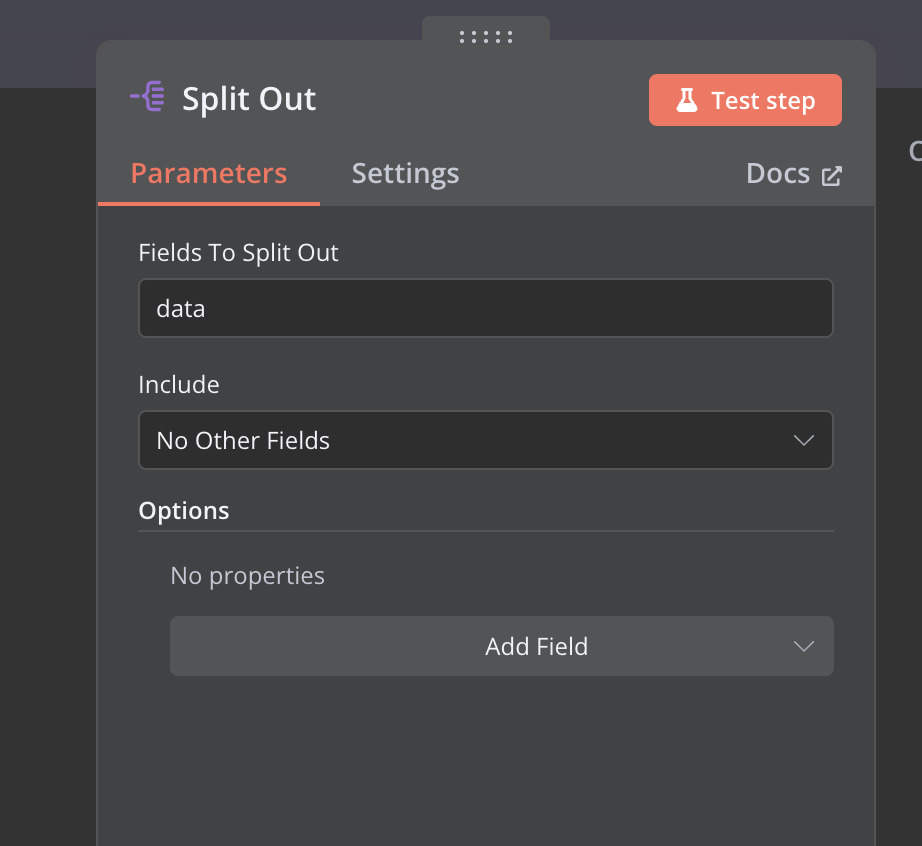 Split Out
Test step
Parameters
Settings
Docs
Fields To Split Out
data
Include
No Other Fields
Options
No properties
Add Field